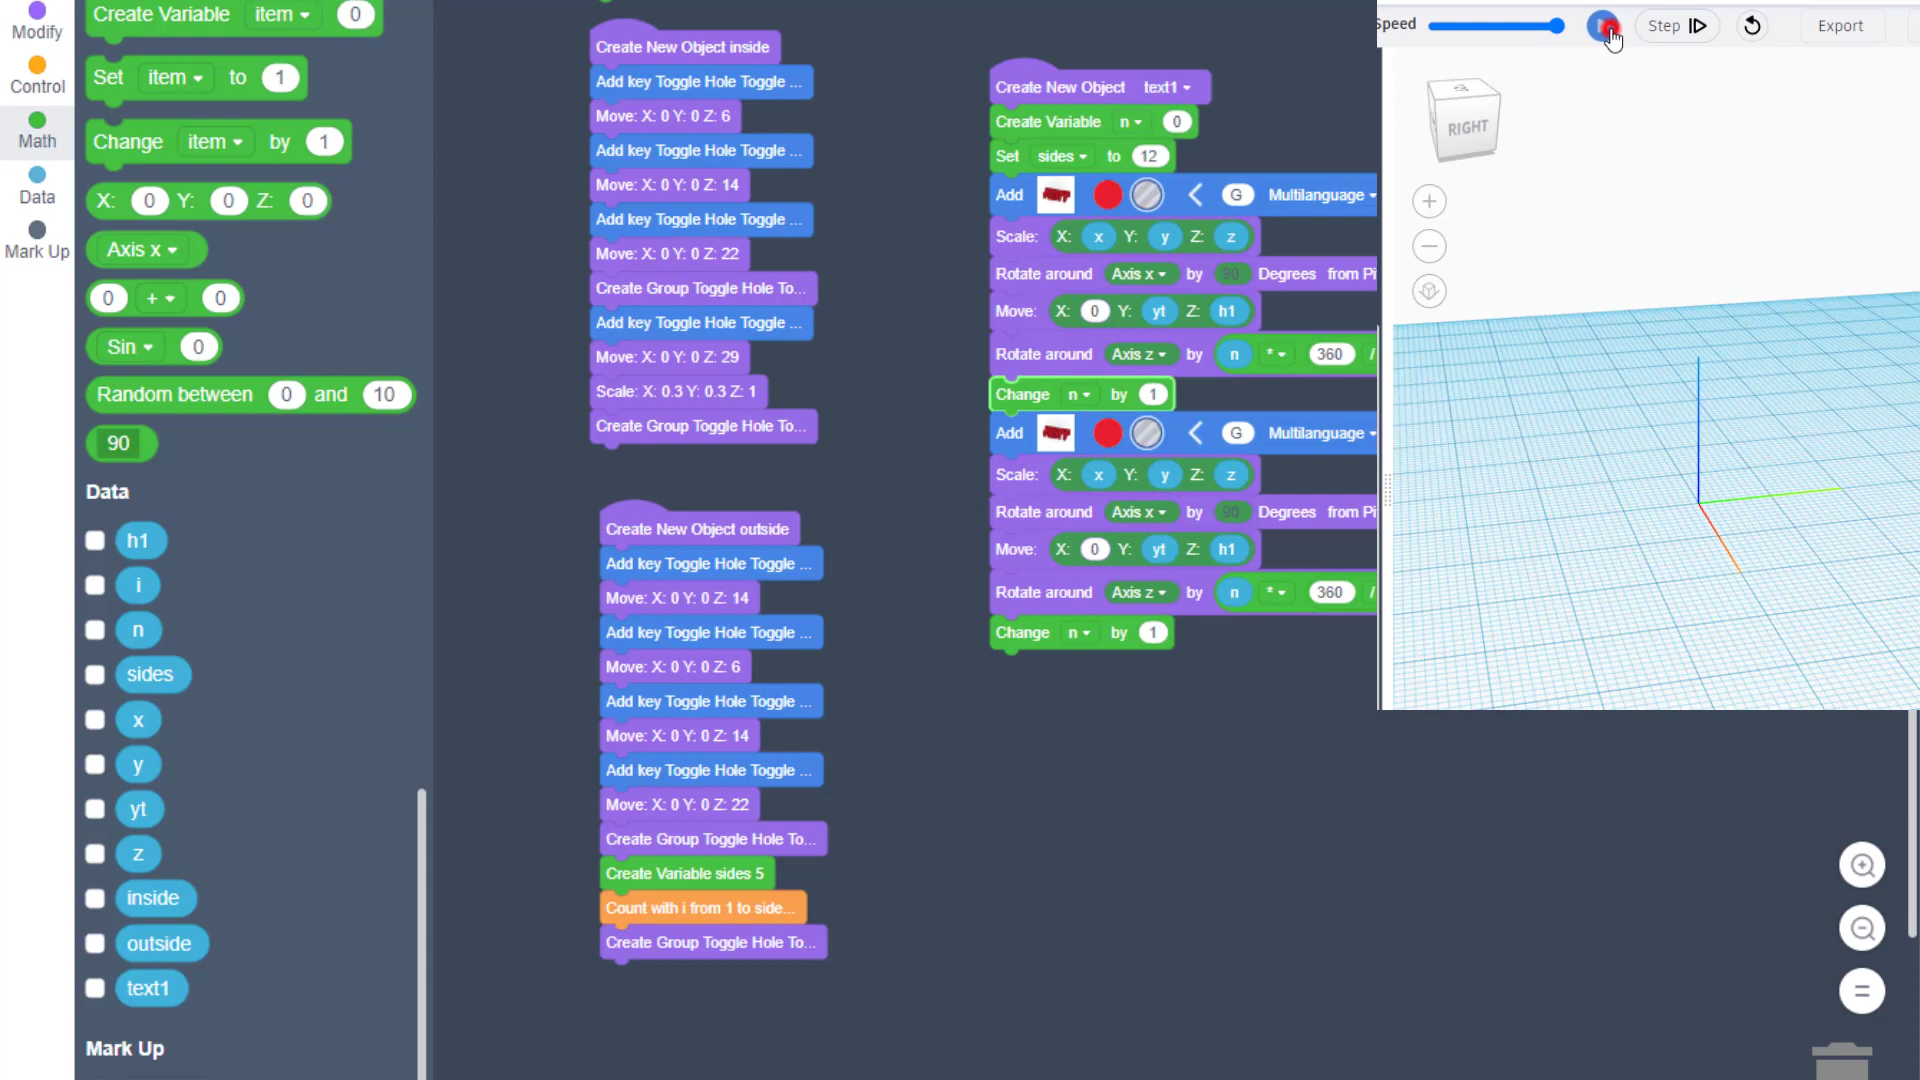 Modify
Control
Math
Data
Mark Up
Create Variable item 0
Set item to 1
Change item by 1
X: 0 Y: 0 Z: 0
Axis x
0 + 0
Sin 0
Random between 0 and 10
90
Data
h1
i
n
sides
x
y
yt
z
inside
outside
text1
Mark Up
Create New Object inside
Add key Toggle Hole Toggle ...
Move: X: 0 Y: 0 Z: 6
Add key Toggle Hole Toggle ...
Move: X: 0 Y: 0 Z: 14
Add key Toggle Hole Toggle ...
Move: X: 0 Y: 0 Z: 22
Create Group Toggle Hole To...
Add key Toggle Hole Toggle ...
Move: X: 0 Y: 0 Z: 29
Scale: X: 0.3 Y: 0.3 Z: 1
Create Group Toggle Hole To...
Create New Object outside
Add key Toggle Hole Toggle ...
Move: X: 0 Y: 0 Z: 14
Add key Toggle Hole Toggle ...
Move: X: 0 Y: 0 Z: 6
Add key Toggle Hole Toggle ...
Move: X: 0 Y: 0 Z: 14
Add key Toggle Hole Toggle ...
Move: X: 0 Y: 0 Z: 22
Create Group Toggle Hole To...
Create Variable sides 5
Count with i from 1 to side...
Create Group Toggle Hole To...
Create New Object text1
Create Variable n 0
Set sides to 12
Add G Multilanguage
Scale: X: x Y: y Z: z
Rotate around Axis x by 90 Degrees from Pi
Move: X: 0 Y: yt Z: h1
Rotate around Axis z by n * 360 /
Change n by 1
Add G Multilanguage
Scale: X: x Y: y Z: z
Rotate around Axis x by 90 Degrees from Pi
Move: X: 0 Y: yt Z: h1
Rotate around Axis z by n * 360 /
Change n by 1
Speed
Step
Export
RIGHT